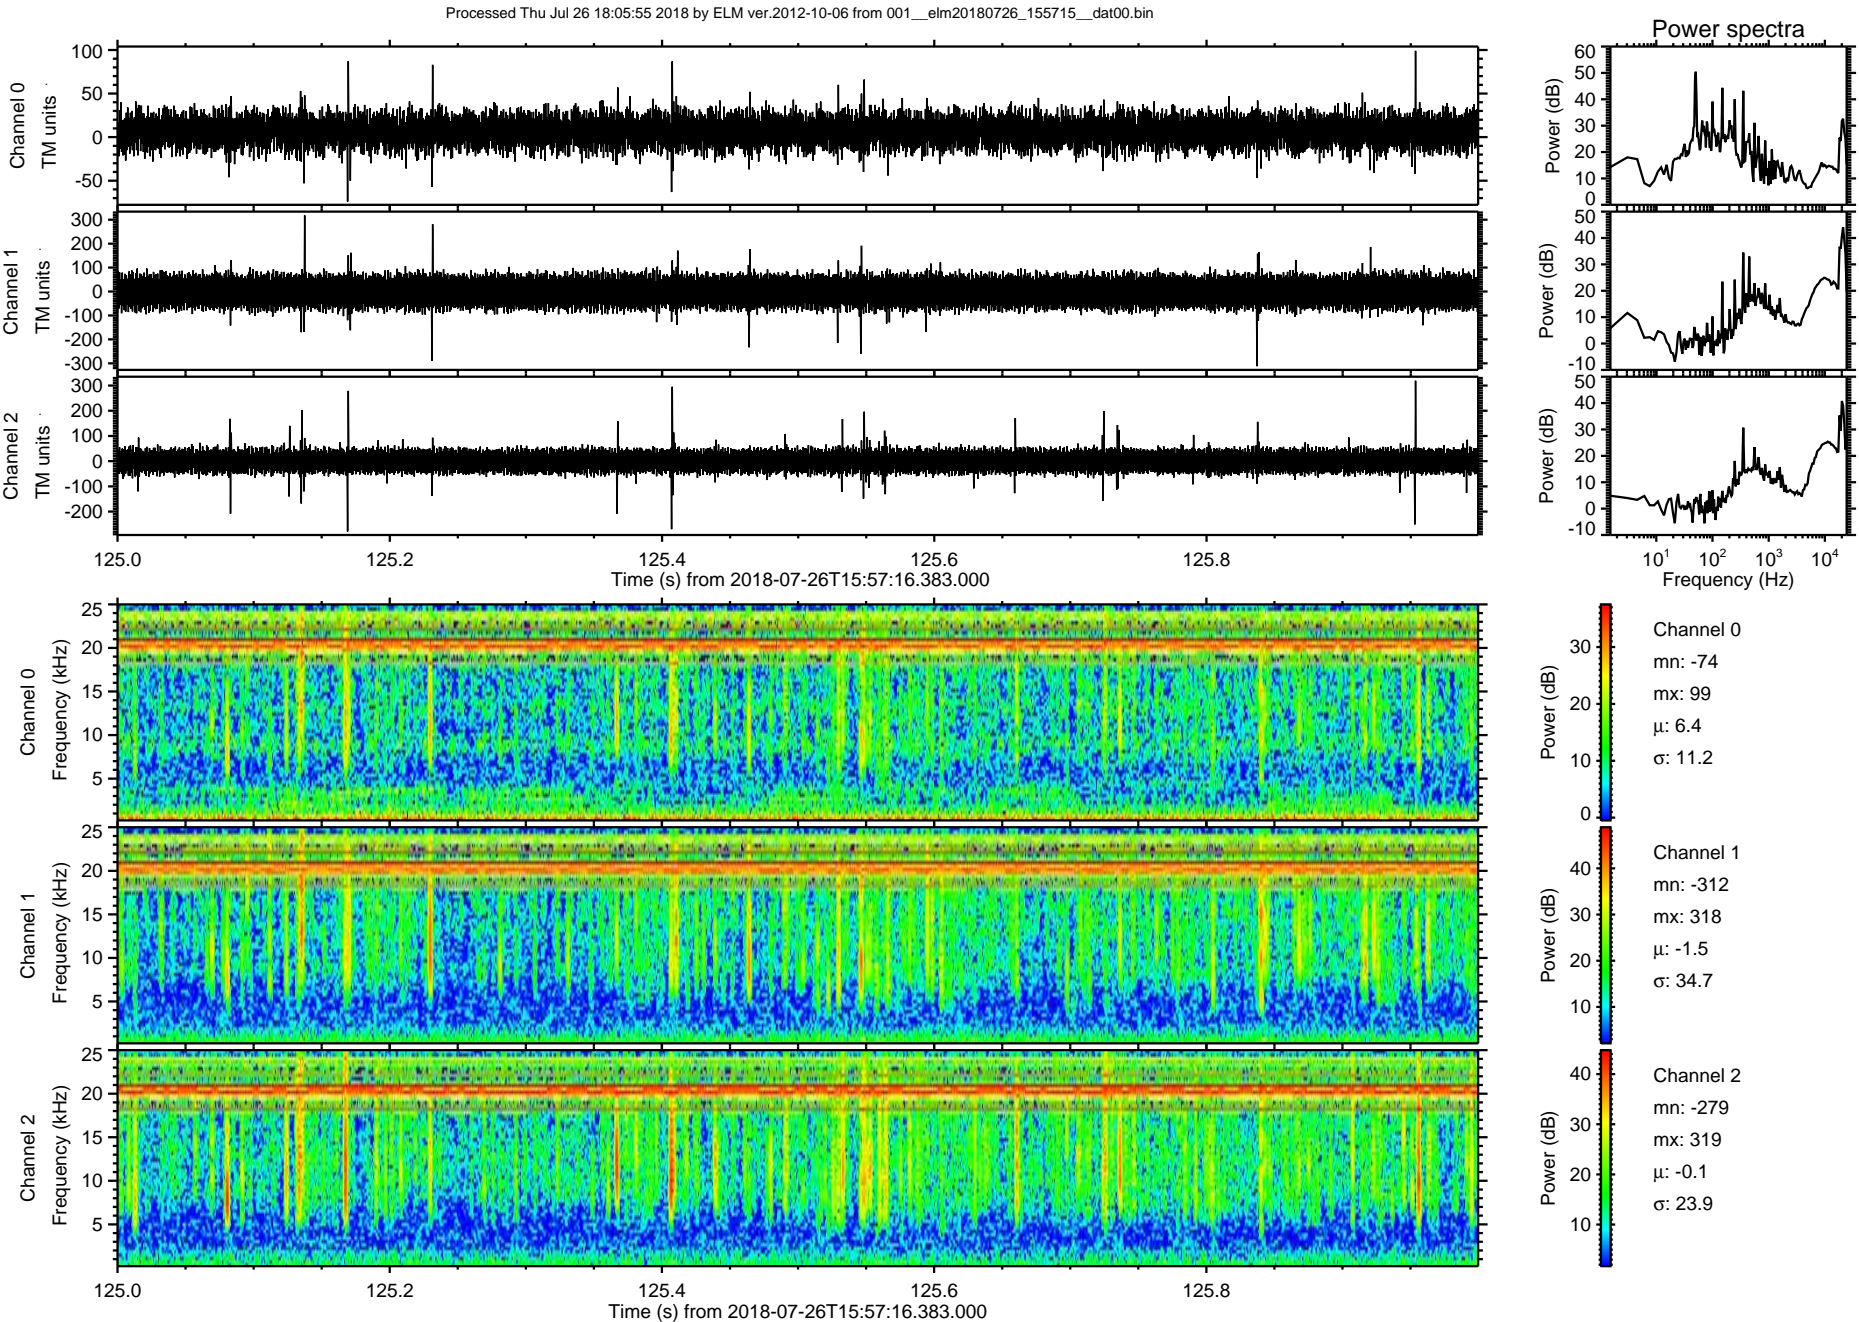 Processed Thu Jul 26 18:05:55 2018 by ELM ver.2012-10-06 from 001__elm20180726_155715__dat00.bin
Power spectra
Channel 0
TM units
100
50
0
-50
Power (dB)
60
50
40
30
20
10
0
Channel 1
TM units
300
200
100
0
-100
-200
-300
Power (dB)
50
40
30
20
10
0
-10
Channel 2
TM units
300
200
100
0
-100
-200
Power (dB)
50
40
30
20
10
0
-10
125.0 125.2 125.4 125.6 125.8
Time (s) from 2018-07-26T15:57:16.383.000
10¹ 10² 10³ 10⁴
Frequency (Hz)
Channel 0
Frequency (kHz)
25
20
15
10
5
Power (dB)
30
20
10
0
Channel 0
mn: -74
mx: 99
μ: 6.4
σ: 11.2
Channel 1
Frequency (kHz)
25
20
15
10
5
Power (dB)
40
30
20
10
Channel 1
mn: -312
mx: 318
μ: -1.5
σ: 34.7
Channel 2
Frequency (kHz)
25
20
15
10
5
Power (dB)
40
30
20
10
Channel 2
mn: -279
mx: 319
μ: -0.1
σ: 23.9
125.0 125.2 125.4 125.6 125.8
Time (s) from 2018-07-26T15:57:16.383.000